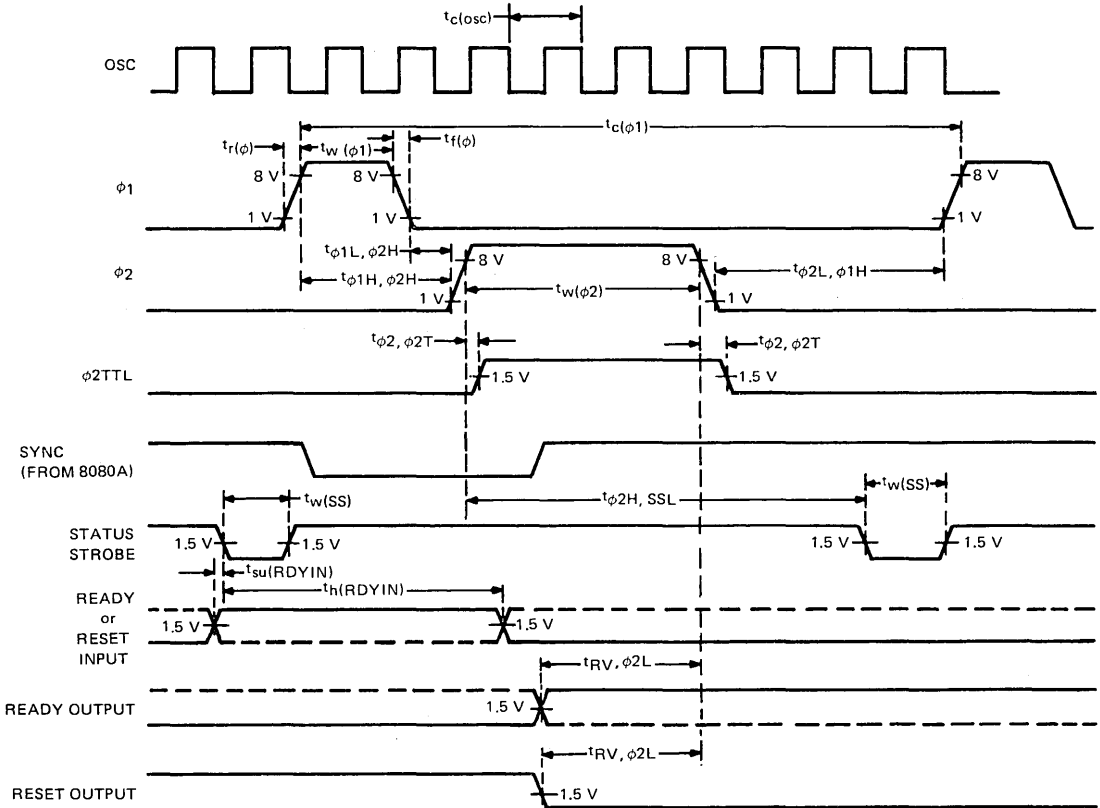 tc(osc)
OSC
tc(ϕ1)
tr(ϕ)
tw (ϕ1)
tf(ϕ)
ϕ1
8 V
8 V
8 V
1 V
1 V
1 V
tϕ1L, ϕ2H
ϕ2
8 V
8 V
tϕ1H, ϕ2H
tϕ2L, ϕ1H
tw(ϕ2)
1 V
1 V
tϕ2, ϕ2T
tϕ2, ϕ2T
ϕ2TTL
1.5 V
1.5 V
SYNC
(FROM 8080A)
tw(SS)
tw(SS)
tϕ2H, SSL
STATUS
STROBE
1.5 V
1.5 V
1.5 V
1.5 V
tsu(RDYIN)
th(RDYIN)
READY
or
RESET
INPUT
1.5 V
1.5 V
tRV, ϕ2L
READY OUTPUT
1.5 V
tRV, ϕ2L
RESET OUTPUT
1.5 V